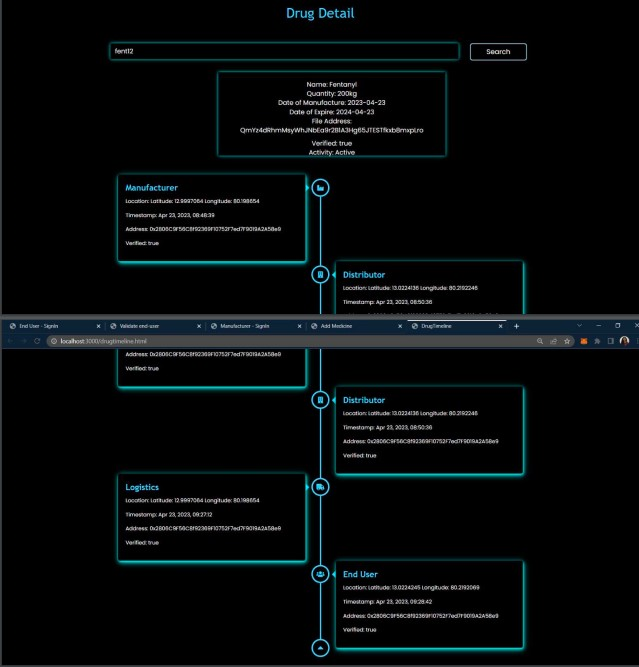 Drug Detail
fent12
Search
Name: Fentanyl
Quantity: 200kg
Date of Manufacture: 2023-04-23
Date of Expire: 2024-04-23
File Address:
QmYz4dRhmMsyWhJNbEa9r2BlA3Hg65JTESTfkxbBmxpLro
Verified: true
Activity: Active
Manufacturer
Location: Latitude: 12.9997064 Longitude: 80.198654
Timestamp: Apr 23, 2023, 08:48:39
Address: 0x2806C9F56C8f92369F10752F7ed7F9019A2A58e9
Verified: true
Distributor
Location: Latitude: 13.0224136 Longitude: 80.2192246
Timestamp: Apr 23, 2023, 08:50:36
End User - SignIn
Validate end-user
Manufacturer - SignIn
Add Medicine
DrugTimeline
localhost:3000/drugtimeline.html
Address: 0x2806C9F56C8f92369F10752F7ed7F9019A2A58e9
Verified: true
Distributor
Location: Latitude: 13.0224136 Longitude: 80.2192246
Timestamp: Apr 23, 2023, 08:50:36
Address: 0x2806C9F56C8f92369F10752F7ed7F9019A2A58e9
Verified: true
Logistics
Location: Latitude: 12.9997064 Longitude: 80.198654
Timestamp: Apr 23, 2023, 09:27:12
Address: 0x2806C9F56C8f92369F10752F7ed7F9019A2A58e9
Verified: true
End User
Location: Latitude: 13.0224245 Longitude: 80.2192069
Timestamp: Apr 23, 2023, 09:28:42
Address: 0x2806C9F56C8f92369F10752F7ed7F9019A2A58e9
Verified: true